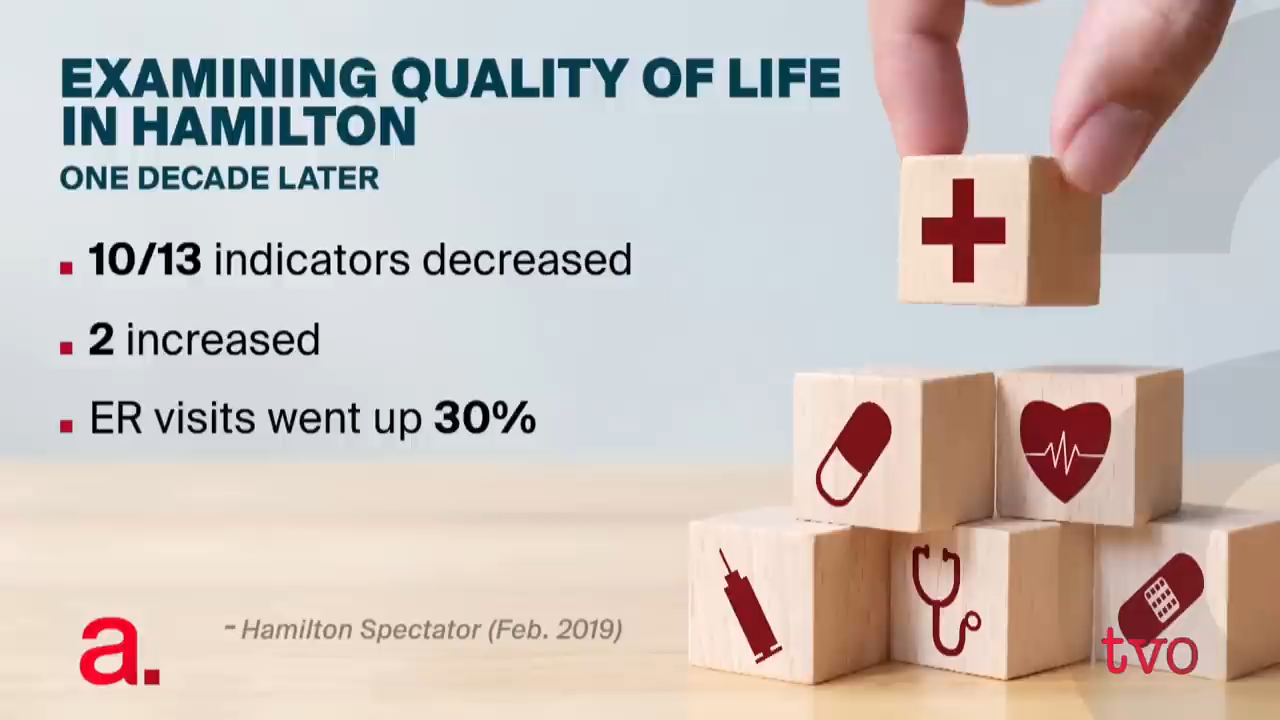 EXAMINING QUALITY OF LIFE
IN HAMILTON
ONE DECADE LATER
10/13 indicators decreased
2 increased
ER visits went up 30%
a.
- Hamilton Spectator (Feb. 2019)
tvo